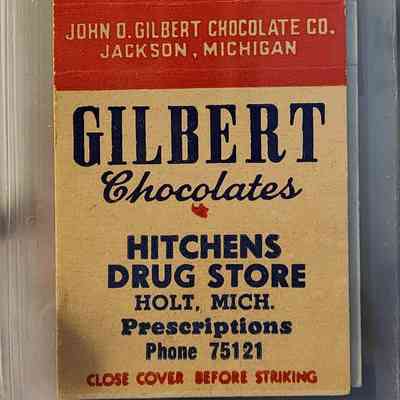 JOHN O. GILBERT CHOCOLATE CO.
JACKSON, MICHIGAN
GILBERT
Chocolates
HITCHENS
DRUG STORE
HOLT, MICH.
Prescriptions
Phone 75121
CLOSE COVER BEFORE STRIKING